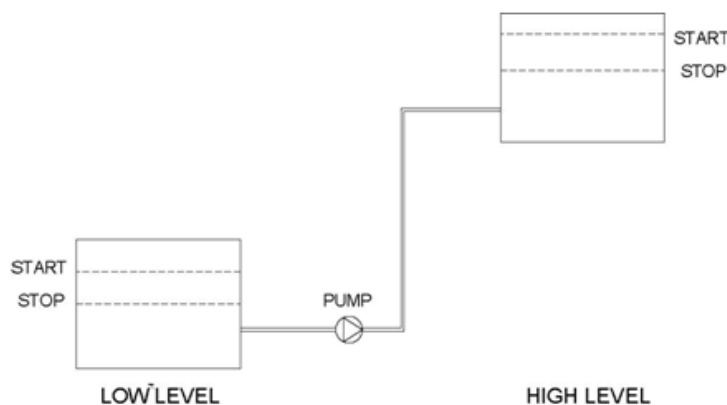 START
STOP
START
STOP
PUMP
LOW LEVEL
HIGH LEVEL